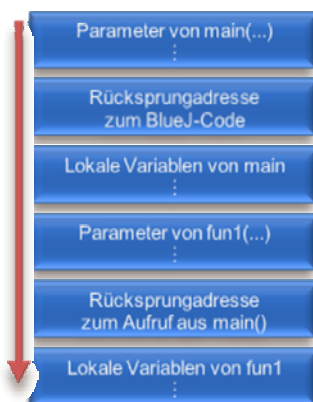 Parameter von main(...)
⋮
Rücksprungadresse
zum BlueJ-Code
Lokale Variablen von main
⋮
Parameter von fun1(...)
⋮
Rücksprungadresse
zum Aufruf aus main()
Lokale Variablen von fun1
⋮